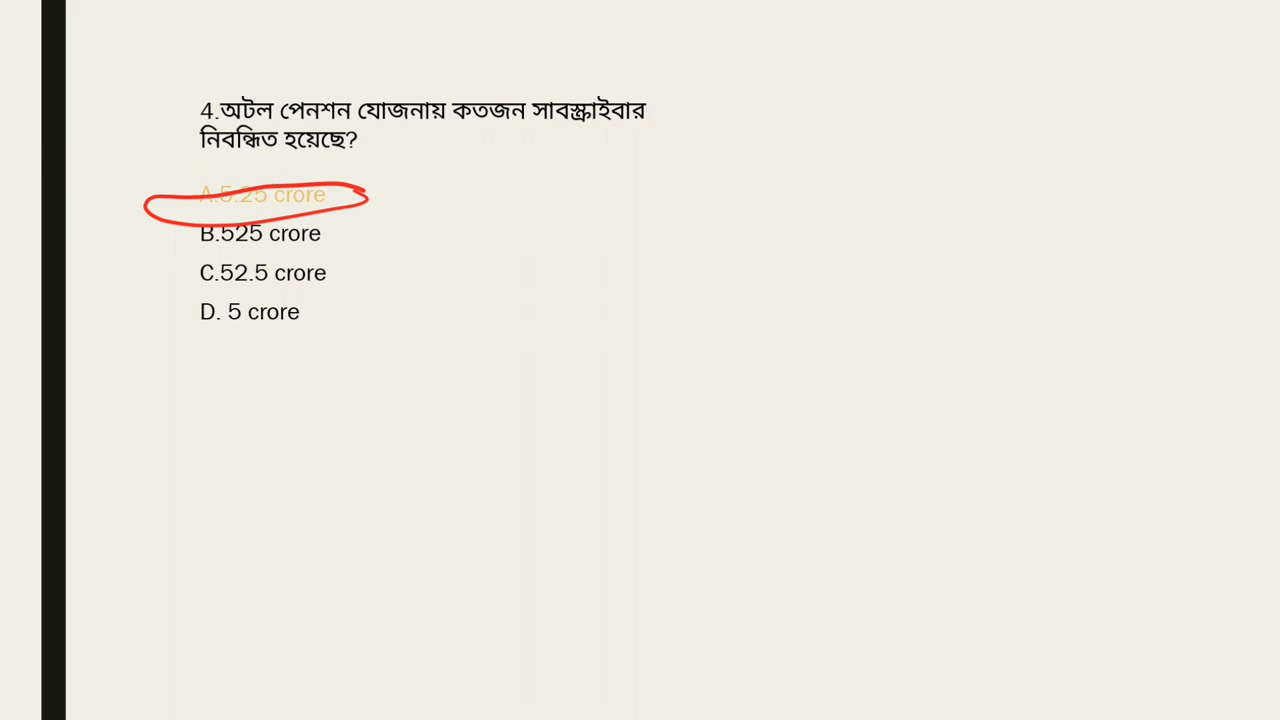 4.অটল পেনশন যোজনায় কতজন সাবস্ক্রাইবার
নিবন্ধিত হয়েছে?
A.5.25 crore
B.525 crore
C.52.5 crore
D. 5 crore